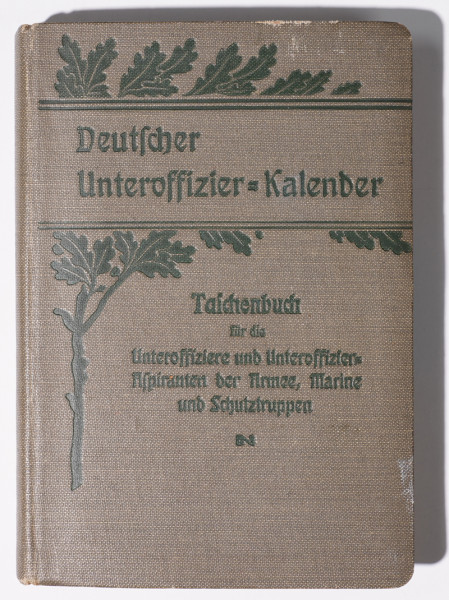 Deutſcher
Unteroffizier=Kalender
Taſchenbuch
für die
Unteroffiziere und Unteroffizier=
Aſpiranten der Armee, Marine
und Schutztruppen